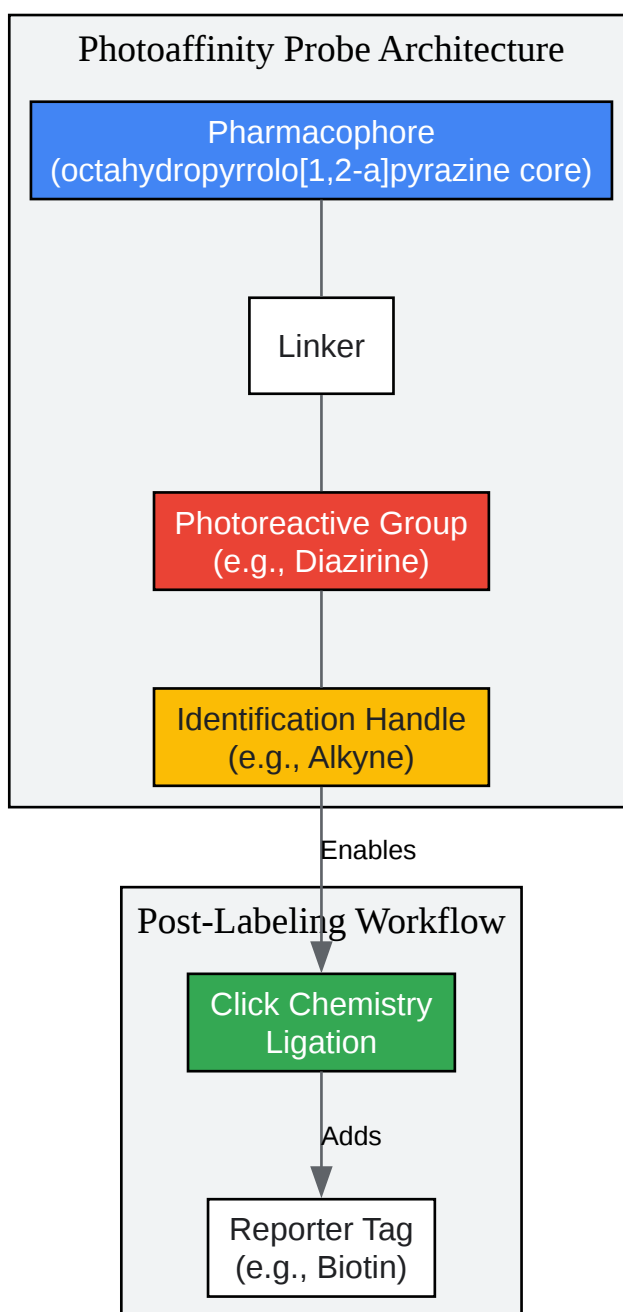 Photoaffinity Probe Architecture
Pharmacophore
(octahydropyrrolo[1,2-a]pyrazine core)
Linker
Photoreactive Group
(e.g., Diazirine)
Identification Handle
(e.g., Alkyne)
Enables
Post-Labeling Workflow
Click Chemistry
Ligation
Adds
Reporter Tag
(e.g., Biotin)